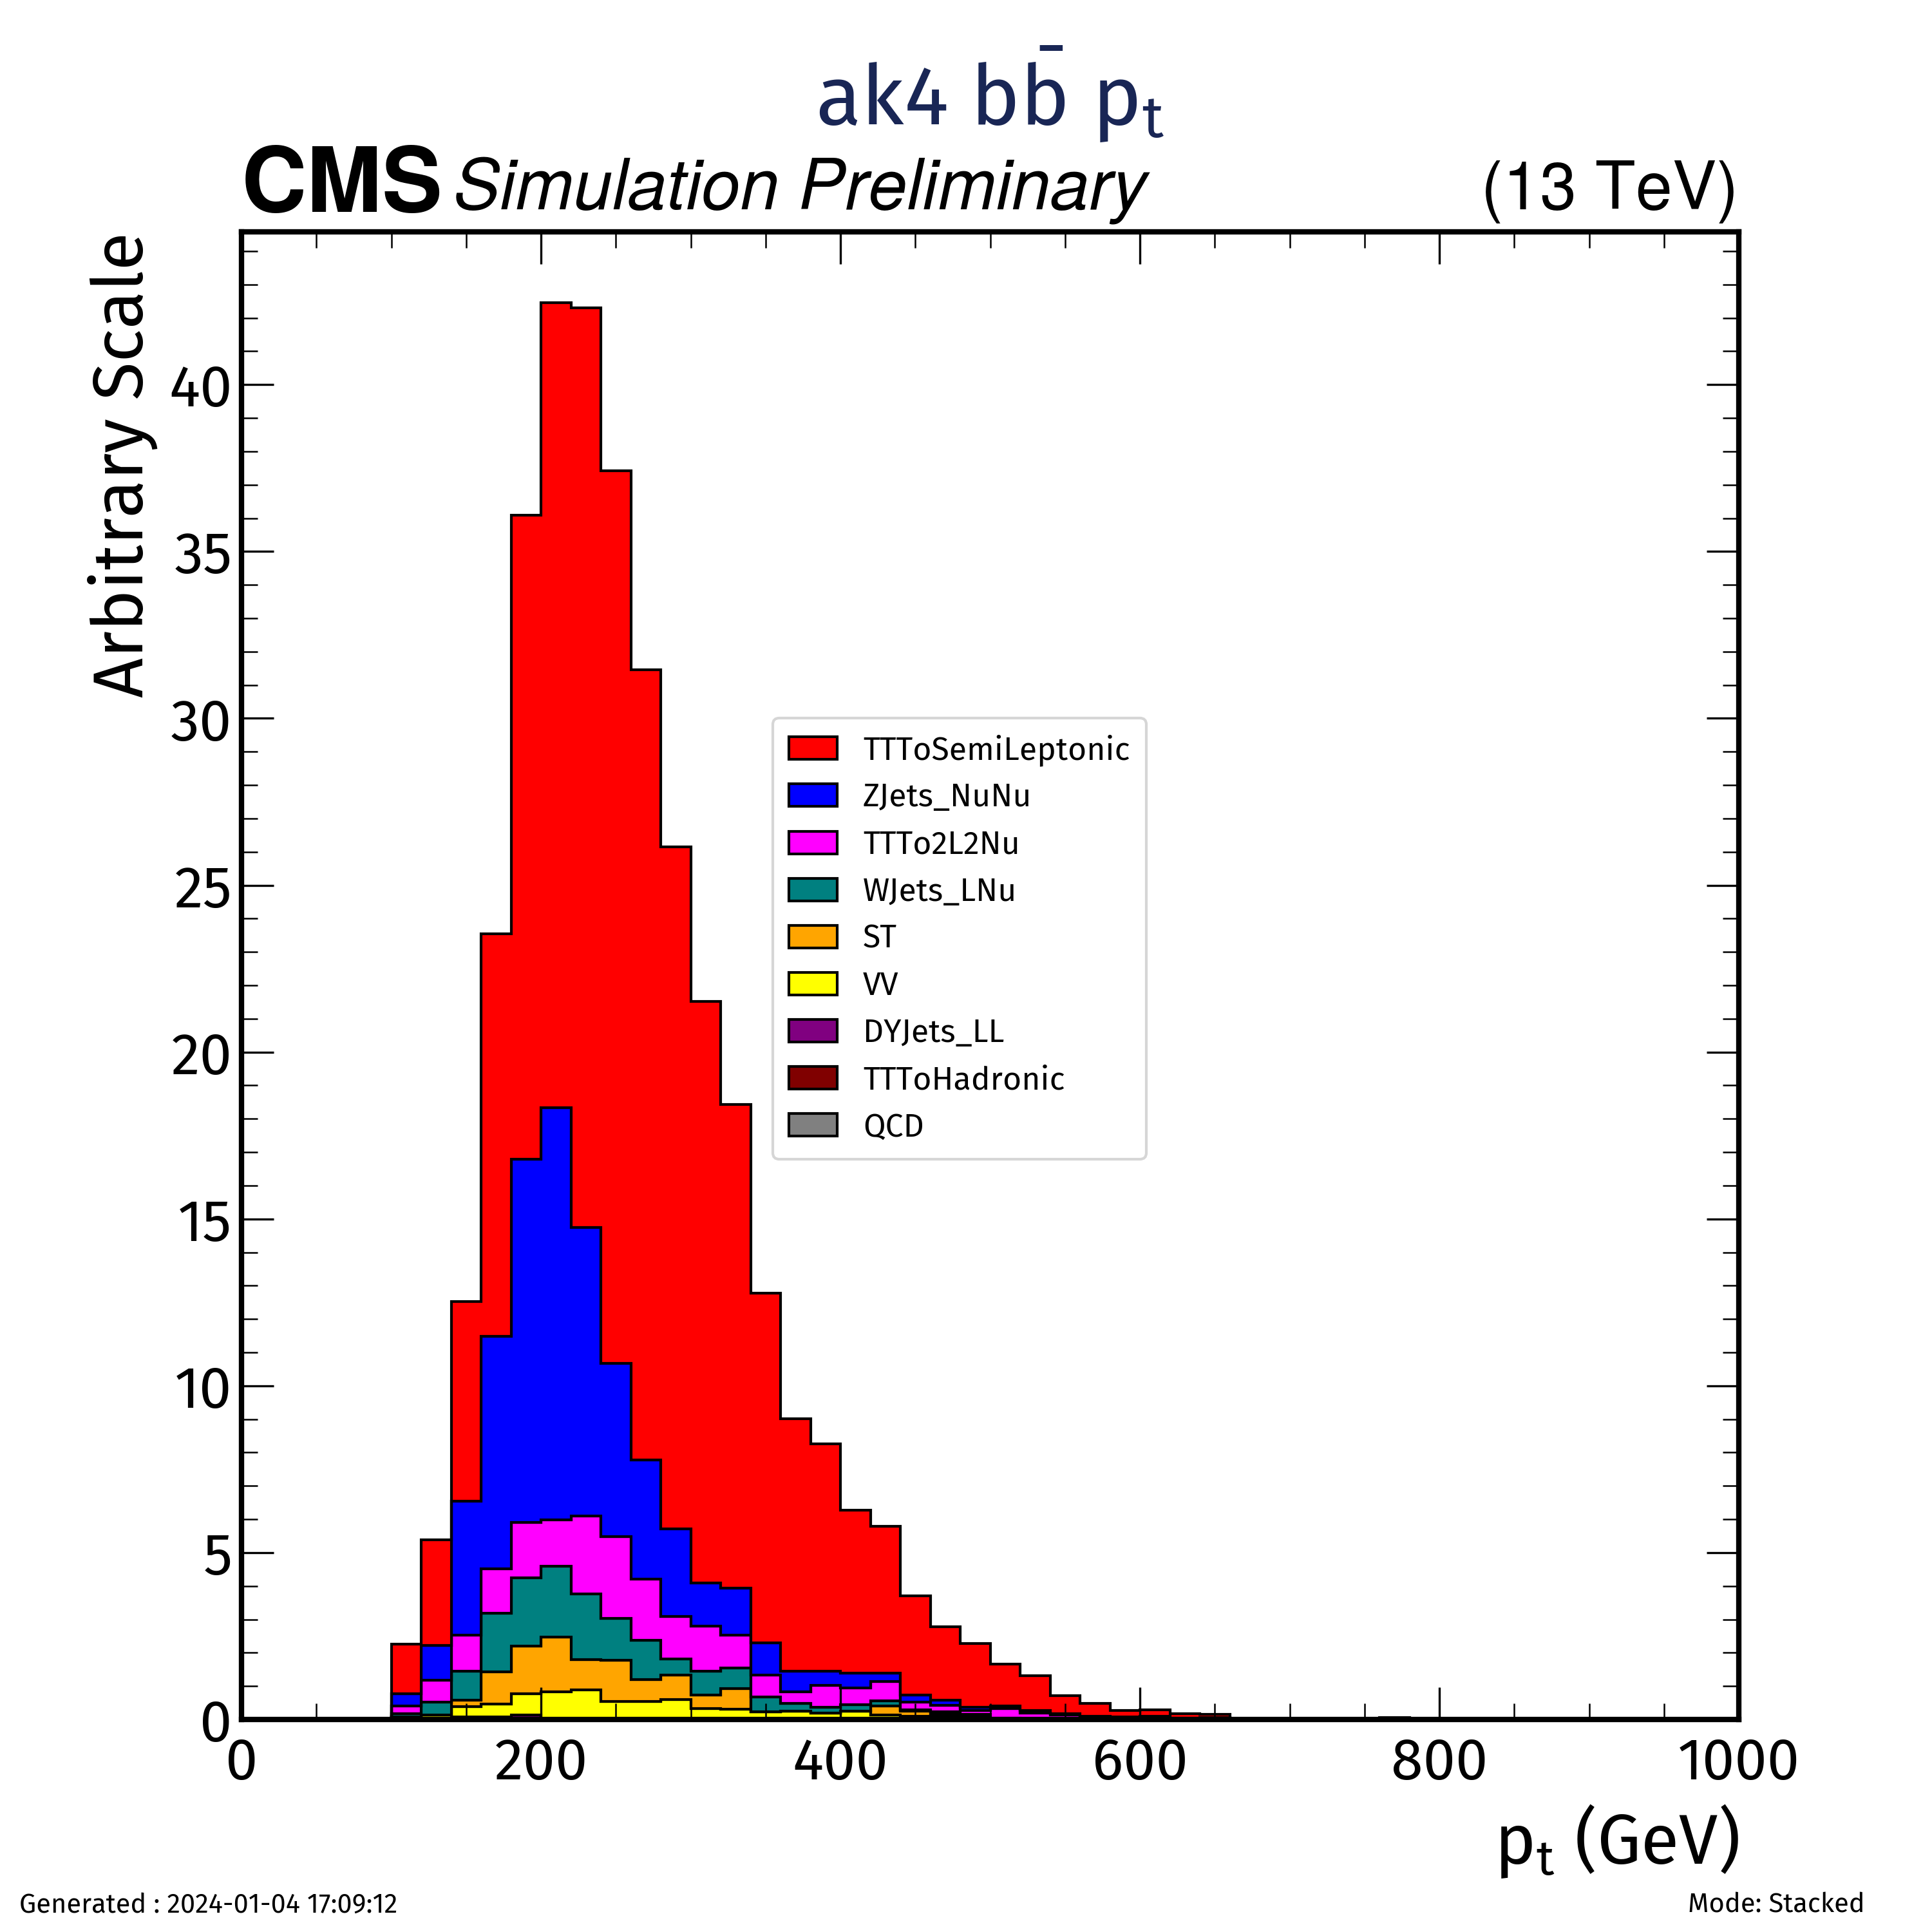 ak4 bb̄ pₜ
CMS Simulation Preliminary (13 TeV)
Arbitrary Scale
40
35
30
25
20
15
10
5
0
TTToSemiLeptonic
ZJets_NuNu
TTTo2L2Nu
WJets_LNu
ST
VV
DYJets_LL
TTToHadronic
QCD
0 200 400 600 800 1000
pₜ (GeV)
Generated : 2024-01-04 17:09:12
Mode: Stacked